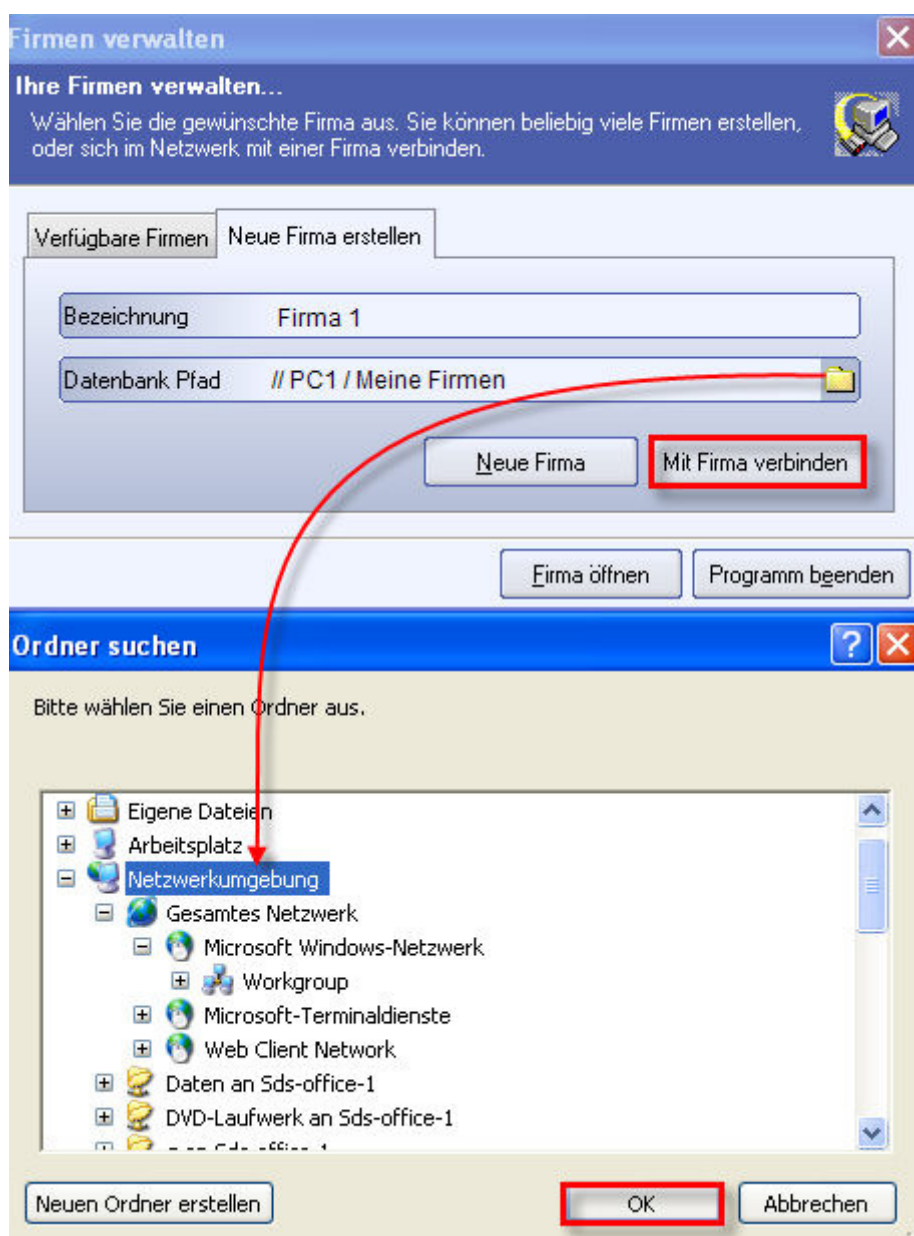 Firmen verwalten
Ihre Firmen verwalten...
Wählen Sie die gewünschte Firma aus. Sie können beliebig viele Firmen erstellen,
oder sich im Netzwerk mit einer Firma verbinden.
Verfügbare Firmen Neue Firma erstellen
Bezeichnung Firma 1
Datenbank Pfad // PC1 / Meine Firmen
Neue Firma Mit Firma verbinden
Firma öffnen Programm beenden
Ordner suchen
Bitte wählen Sie einen Ordner aus.
Eigene Dateien
Arbeitsplatz
Netzwerkumgebung
Gesamtes Netzwerk
Microsoft Windows-Netzwerk
Workgroup
Microsoft-Terminaldienste
Web Client Network
Daten an Sds-office-1
DVD-Laufwerk an Sds-office-1
an Sds-office-1
Neuen Ordner erstellen OK Abbrechen